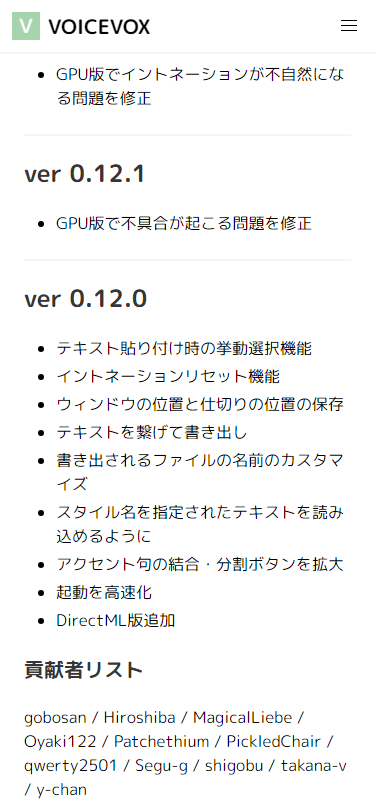 V VOICEVOX
GPU版でイントネーションが不自然にな
る問題を修正
ver 0.12.1
GPU版で不具合が起こる問題を修正
ver 0.12.0
テキスト貼り付け時の挙動選択機能
イントネーションリセット機能
ウィンドウの位置と仕切りの位置の保存
テキストを繋げて書き出し
書き出されるファイルの名前のカスタマ
イズ
スタイル名を指定されたテキストを読み
込めるように
アクセント句の結合・分割ボタンを拡大
起動を高速化
DirectML版追加
貢献者リスト
gobosan / Hiroshiba / MagicalLiebe /
Oyaki122 / Patchethium / PickledChair /
qwerty2501 / Segu-g / shigobu / takana-v
/ y-chan